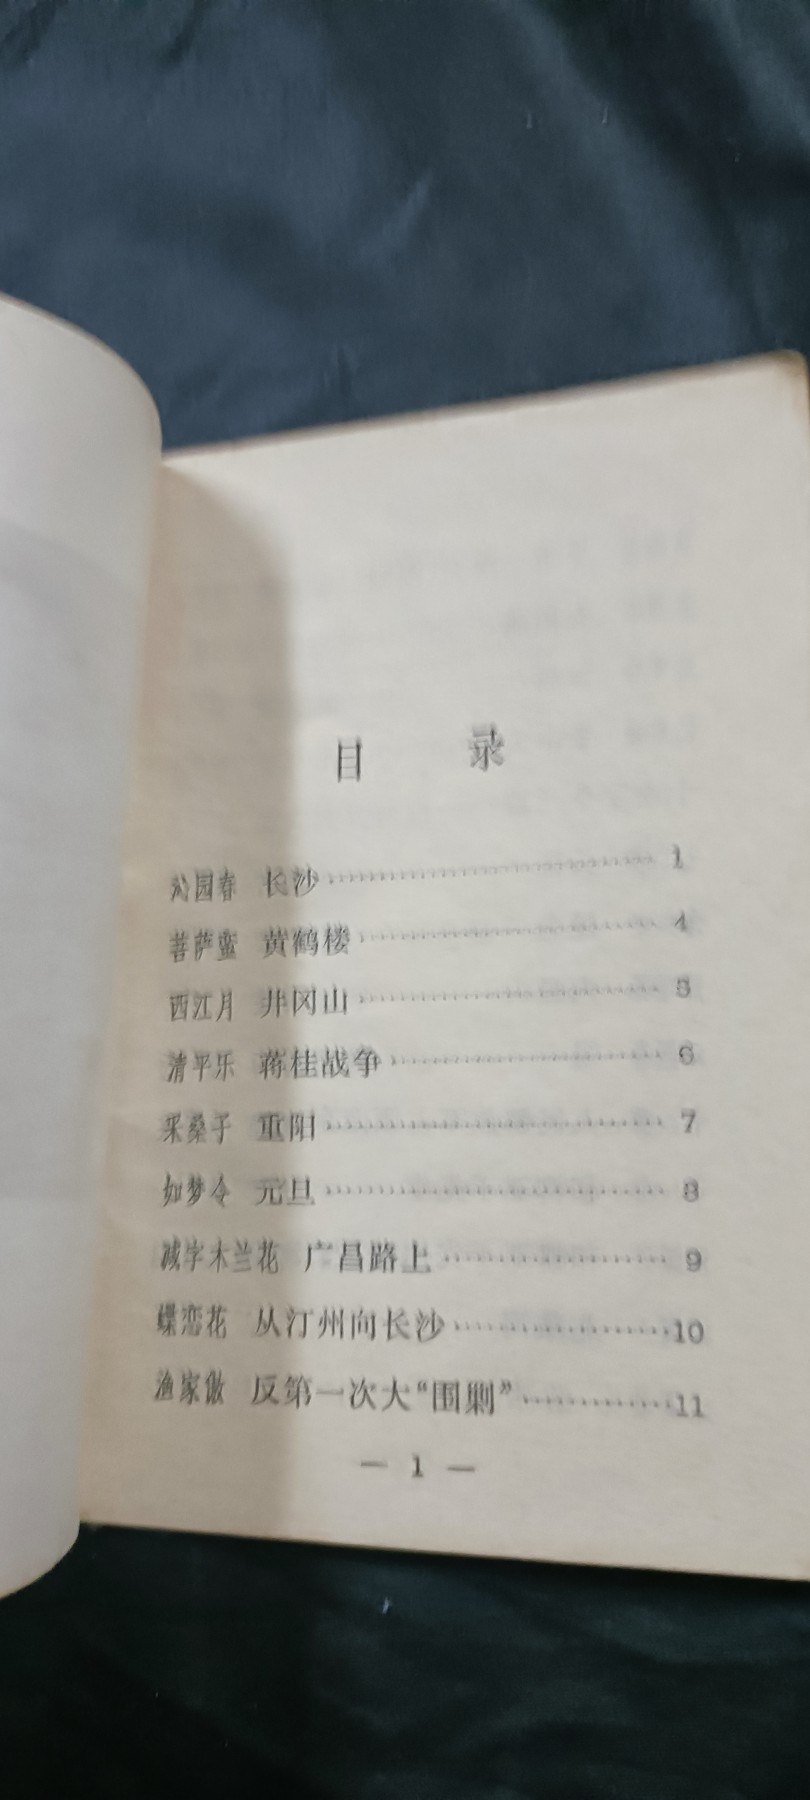 目 录
沁园春 长沙……………………………1
菩萨蛮 黄鹤楼…………………………4
西江月 井冈山…………………………5
清平乐 蒋桂战争………………………6
采桑子 重阳……………………………7
如梦令 元旦……………………………8
减字木兰花 广昌路上…………………9
蝶恋花 从汀州向长沙…………………10
渔家傲 反第一次大“围剿”……………11
— 1 —